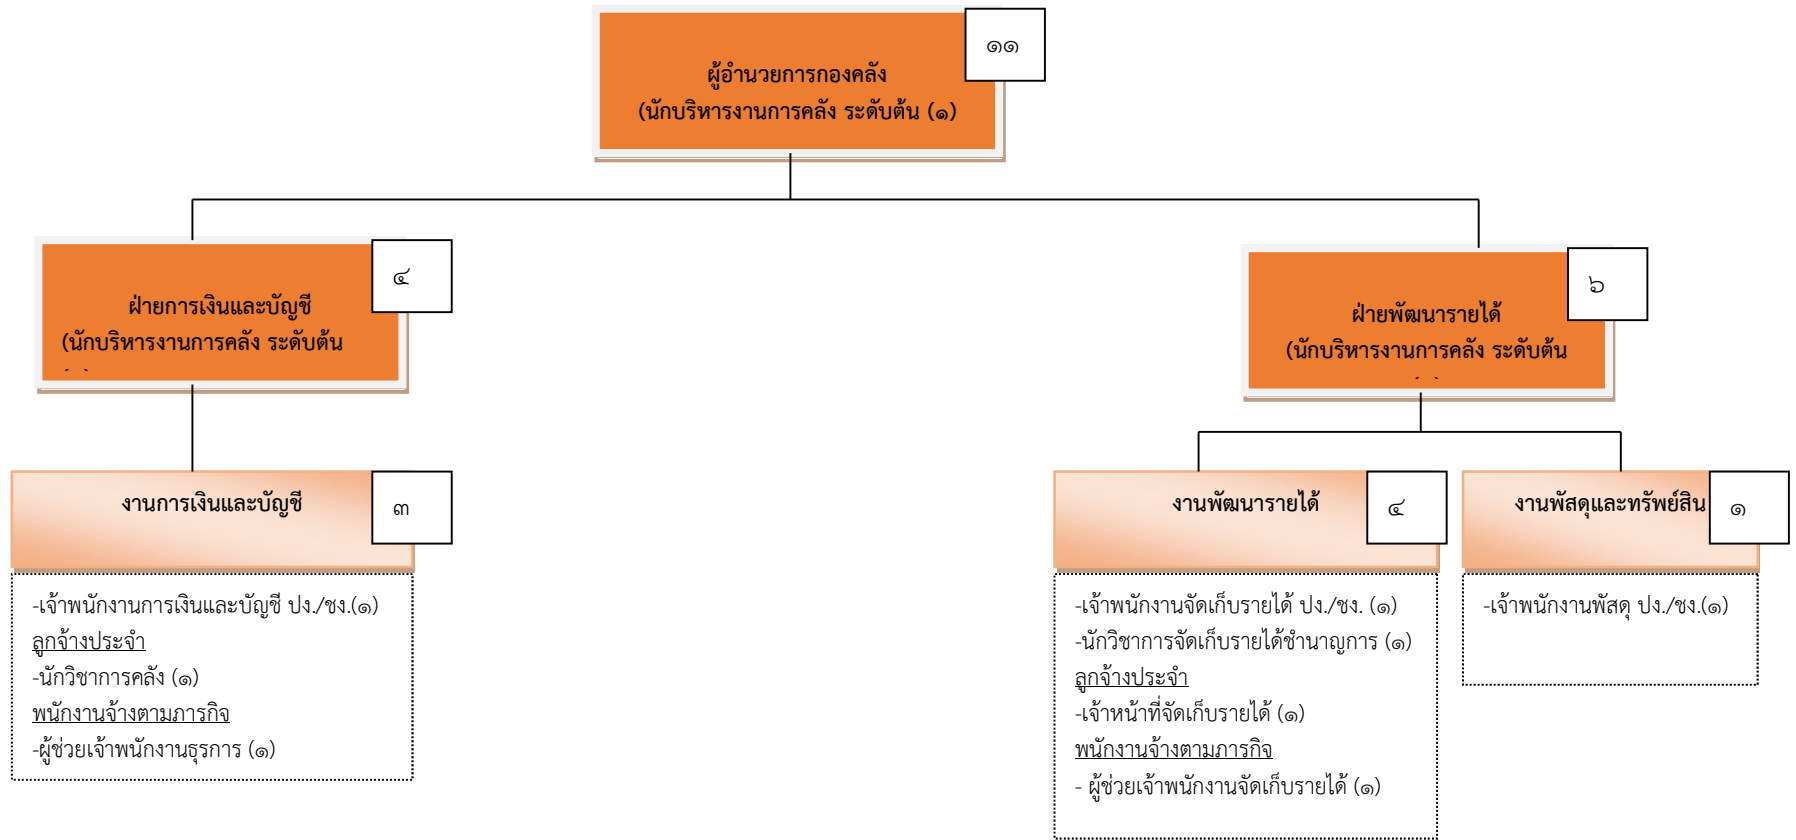 ๑๑
ผู้อำนวยการกองคลัง
(นักบริหารงานการคลัง ระดับต้น (๑)
๔
ฝ่ายการเงินและบัญชี
(นักบริหารงานการคลัง ระดับต้น
๖
ฝ่ายพัฒนารายได้
(นักบริหารงานการคลัง ระดับต้น
งานการเงินและบัญชี
๓
-เจ้าพนักงานการเงินและบัญชี ปง./ชง.(๑)
ลูกจ้างประจำ
-นักวิชาการคลัง (๑)
พนักงานจ้างตามภารกิจ
-ผู้ช่วยเจ้าพนักงานธุรการ (๑)
งานพัฒนารายได้
๔
-เจ้าพนักงานจัดเก็บรายได้ ปง./ชง. (๑)
-นักวิชาการจัดเก็บรายได้ชำนาญการ (๑)
ลูกจ้างประจำ
-เจ้าหน้าที่จัดเก็บรายได้ (๑)
พนักงานจ้างตามภารกิจ
- ผู้ช่วยเจ้าพนักงานจัดเก็บรายได้ (๑)
งานพัสดุและทรัพย์สิน
๑
-เจ้าพนักงานพัสดุ ปง./ชง.(๑)